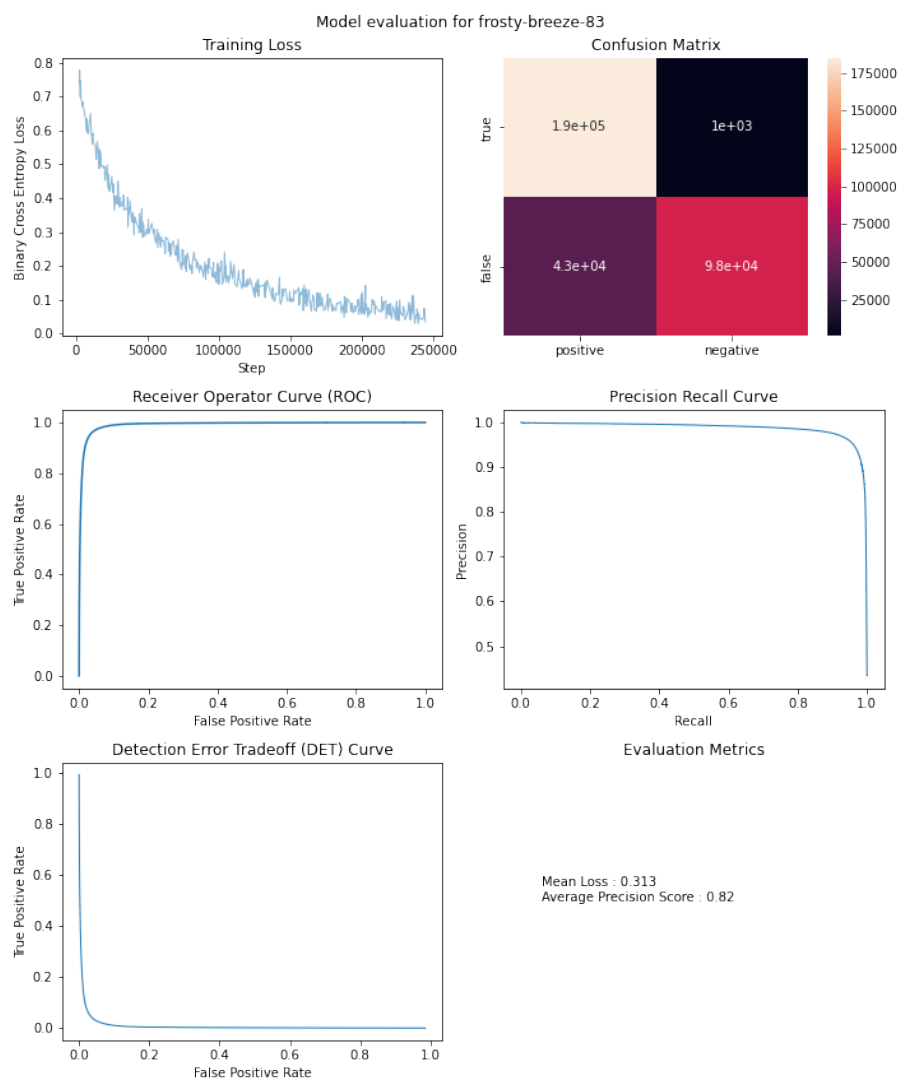 Model evaluation for frosty-breeze-83
Training Loss
0.8
0.7
0.6
0.5
0.4
0.3
0.2
0.1
0.0
Binary Cross Entropy Loss
0
50000
100000
150000
200000
250000
Step
Confusion Matrix
true
false
1.9e+05
1e+03
4.3e+04
9.8e+04
positive
negative
175000
150000
125000
100000
75000
50000
25000
Receiver Operator Curve (ROC)
1.0
0.8
0.6
0.4
0.2
0.0
True Positive Rate
0.0
0.2
0.4
0.6
0.8
1.0
False Positive Rate
Precision Recall Curve
1.0
0.9
0.8
0.7
0.6
0.5
Precision
0.0
0.2
0.4
0.6
0.8
1.0
Recall
Detection Error Tradeoff (DET) Curve
1.0
0.8
0.6
0.4
0.2
0.0
True Positive Rate
0.0
0.2
0.4
0.6
0.8
1.0
False Positive Rate
Evaluation Metrics
Mean Loss : 0.313
Average Precision Score : 0.82